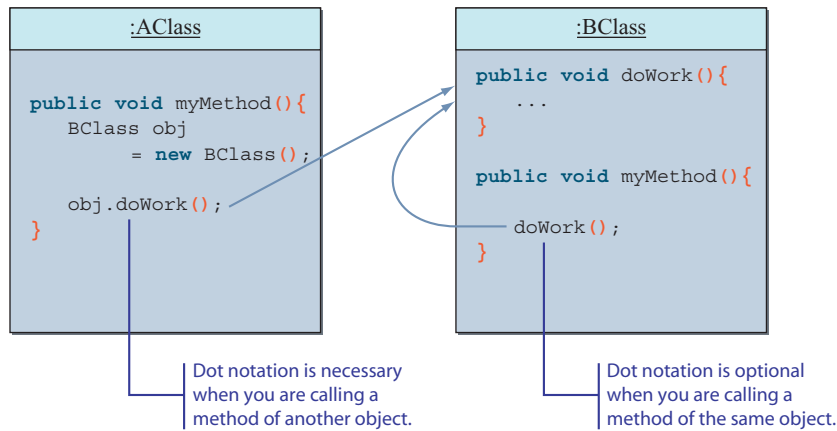 :AClass
public void myMethod(){
BClass obj
= new BClass();
obj.doWork();
}
Dot notation is necessary
when you are calling a
method of another object.
:BClass
public void doWork(){
...
}
public void myMethod(){
doWork();
}
Dot notation is optional
when you are calling a
method of the same object.